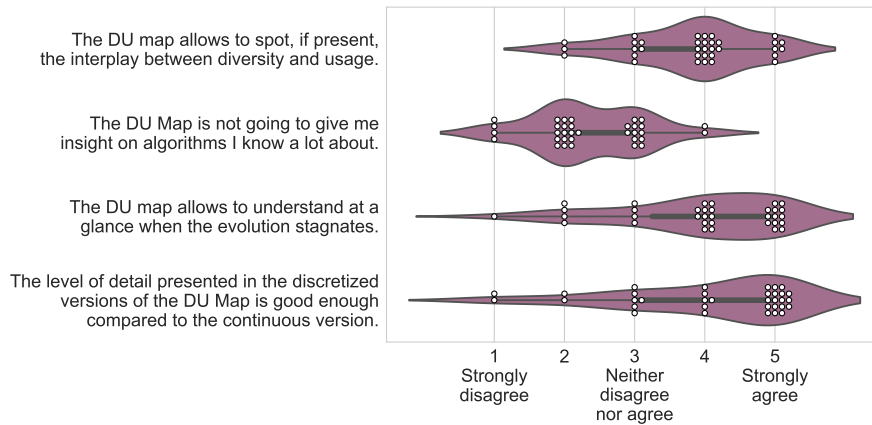 The DU map allows to spot, if present,
the interplay between diversity and usage.
The DU Map is not going to give me
insight on algorithms I know a lot about.
The DU map allows to understand at a
glance when the evolution stagnates.
The level of detail presented in the discretized
versions of the DU Map is good enough
compared to the continuous version.
1 2 3 4 5
Strongly Neither Strongly
disagree disagree agree
nor agree